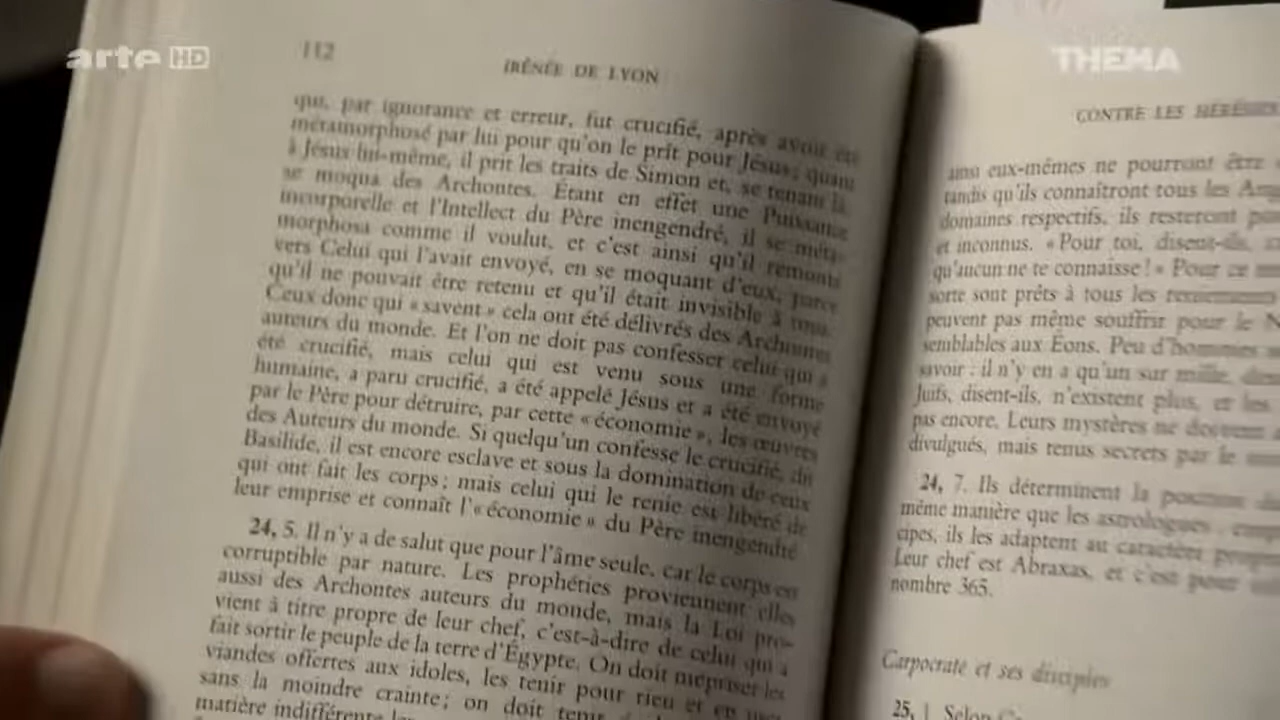 arte HD
THEMA
112
IRÉNÉE DE LYON
qui, par ignorance et erreur, fut crucifié, après avoir été
métamorphosé par lui pour qu'on le prît pour Jésus; quant
à Jésus lui-même, il prit les traits de Simon et, se tenant là,
se moqua des Archontes. Étant en effet une Puissance
incorporelle et l'Intellect du Père inengendré, il se méta-
morphosa comme il voulut, et c'est ainsi qu'il remonta
vers Celui qui l'avait envoyé, en se moquant d'eux, parce
qu'il ne pouvait être retenu et qu'il était invisible à tous.
Ceux donc qui « savent » cela ont été délivrés des Archontes
auteurs du monde. Et l'on ne doit pas confesser celui qui a
été crucifié, mais celui qui est venu sous une forme
humaine, a paru crucifié, a été appelé Jésus et a été envoyé
par le Père pour détruire, par cette « économie », les œuvres
des Auteurs du monde. Si quelqu'un confesse le crucifié, dit
Basilide, il est encore esclave et sous la domination de ceux
qui ont fait les corps; mais celui qui le renie est libéré de
leur emprise et connaît l'« économie » du Père inengendré
24, 5. Il n'y a de salut que pour l'âme seule, car le corps est
corruptible par nature. Les prophéties proviennent elles
aussi des Archontes auteurs du monde, mais la Loi pro-
vient à titre propre de leur chef, c'est-à-dire de celui qui a
fait sortir le peuple de la terre d'Égypte. On doit mépriser les
viandes offertes aux idoles, les tenir pour rien et en
sans la moindre crainte; on doit
matière indifférente
CONTRE LES HÉRÉSIES
ainsi eux-mêmes ne pourront être
tandis qu'ils connaîtront tous les
domaines respectifs, ils resteront
et inconnus. « Pour toi, disent-ils,
qu'aucun ne te connaisse! » Pour ce
sorte sont prêts à tous les
peuvent pas même souffrir pour le
semblables aux Éons. Peu d'hommes
savoir : il n'y en a qu'un sur mille,
Juifs, disent-ils, n'existent plus, et les
pas encore. Leurs mystères ne doivent
divulgués, mais tenus secrets par le
24, 7. Ils déterminent la position
même manière que les astrologues :
cipes, ils les adaptent au caractère
Leur chef est Abraxas, et c'est pour
nombre 365.
Carpocrate et ses disciples
25, 1 Selon